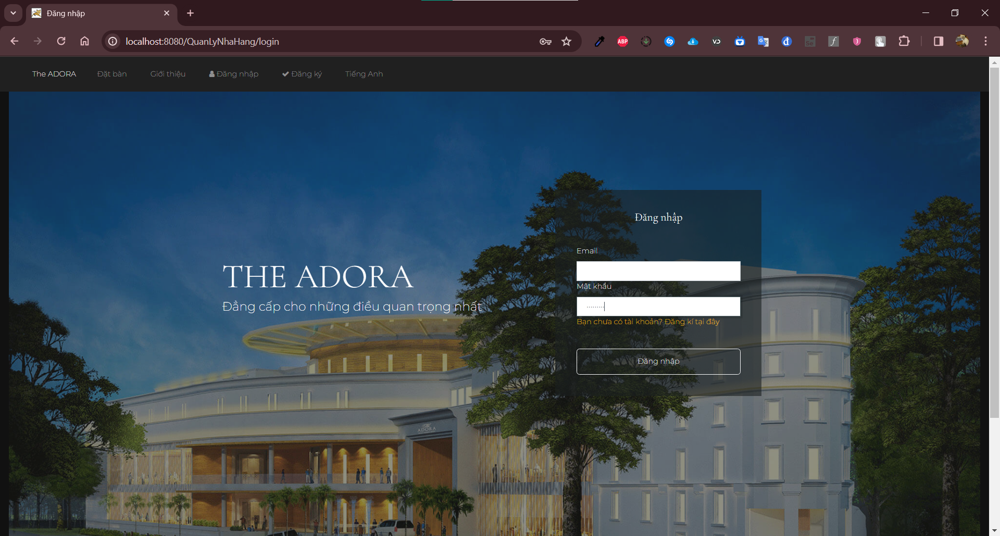 Đăng nhập
localhost:8080/QuanLyNhaHang/login
ABP
The ADORA Đặt bàn Giới thiệu Đăng nhập Đăng ký Tiếng Anh
Đăng nhập
Email
THE ADORA
Mật khẩu
Đẳng cấp cho những điều quan trọng nhất
Bạn chưa có tài khoản? Đăng kí tại đây
Đăng nhập
The
ADORA